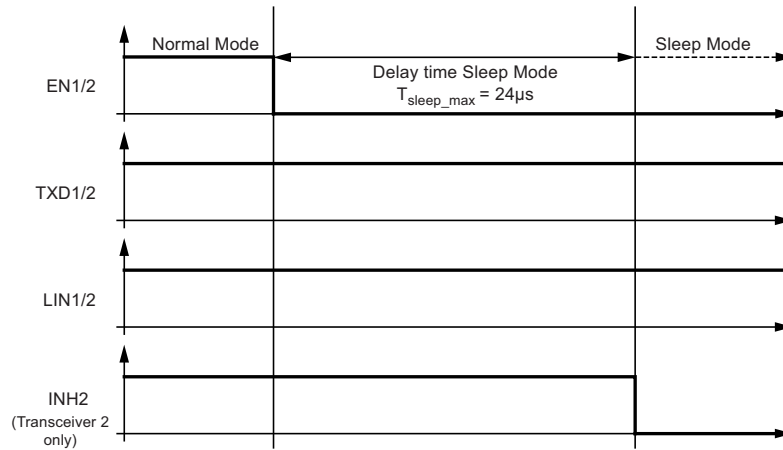 Normal Mode
Sleep Mode
EN1/2
Delay time Sleep Mode
Tsleep_max = 24μs
TXD1/2
LIN1/2
INH2
(Transceiver 2
only)